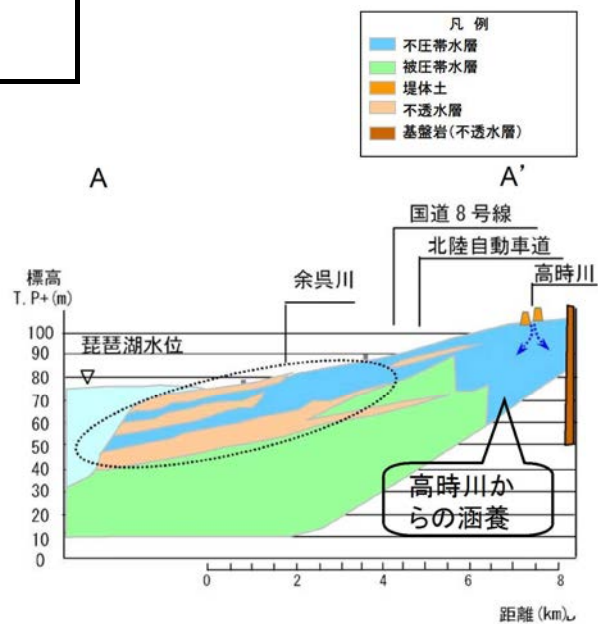 凡 例
不圧帯水層
被圧帯水層
堤体土
不透水層
基盤岩(不透水層)
A
A'
国道8号線
北陸自動車道
高時川
余呉川
標高
T.P+(m)
琵琶湖水位
▽
100
90
80
70
60
50
40
30
20
10
0
高時川か
らの涵養
0 2 4 6 8
距離(km)